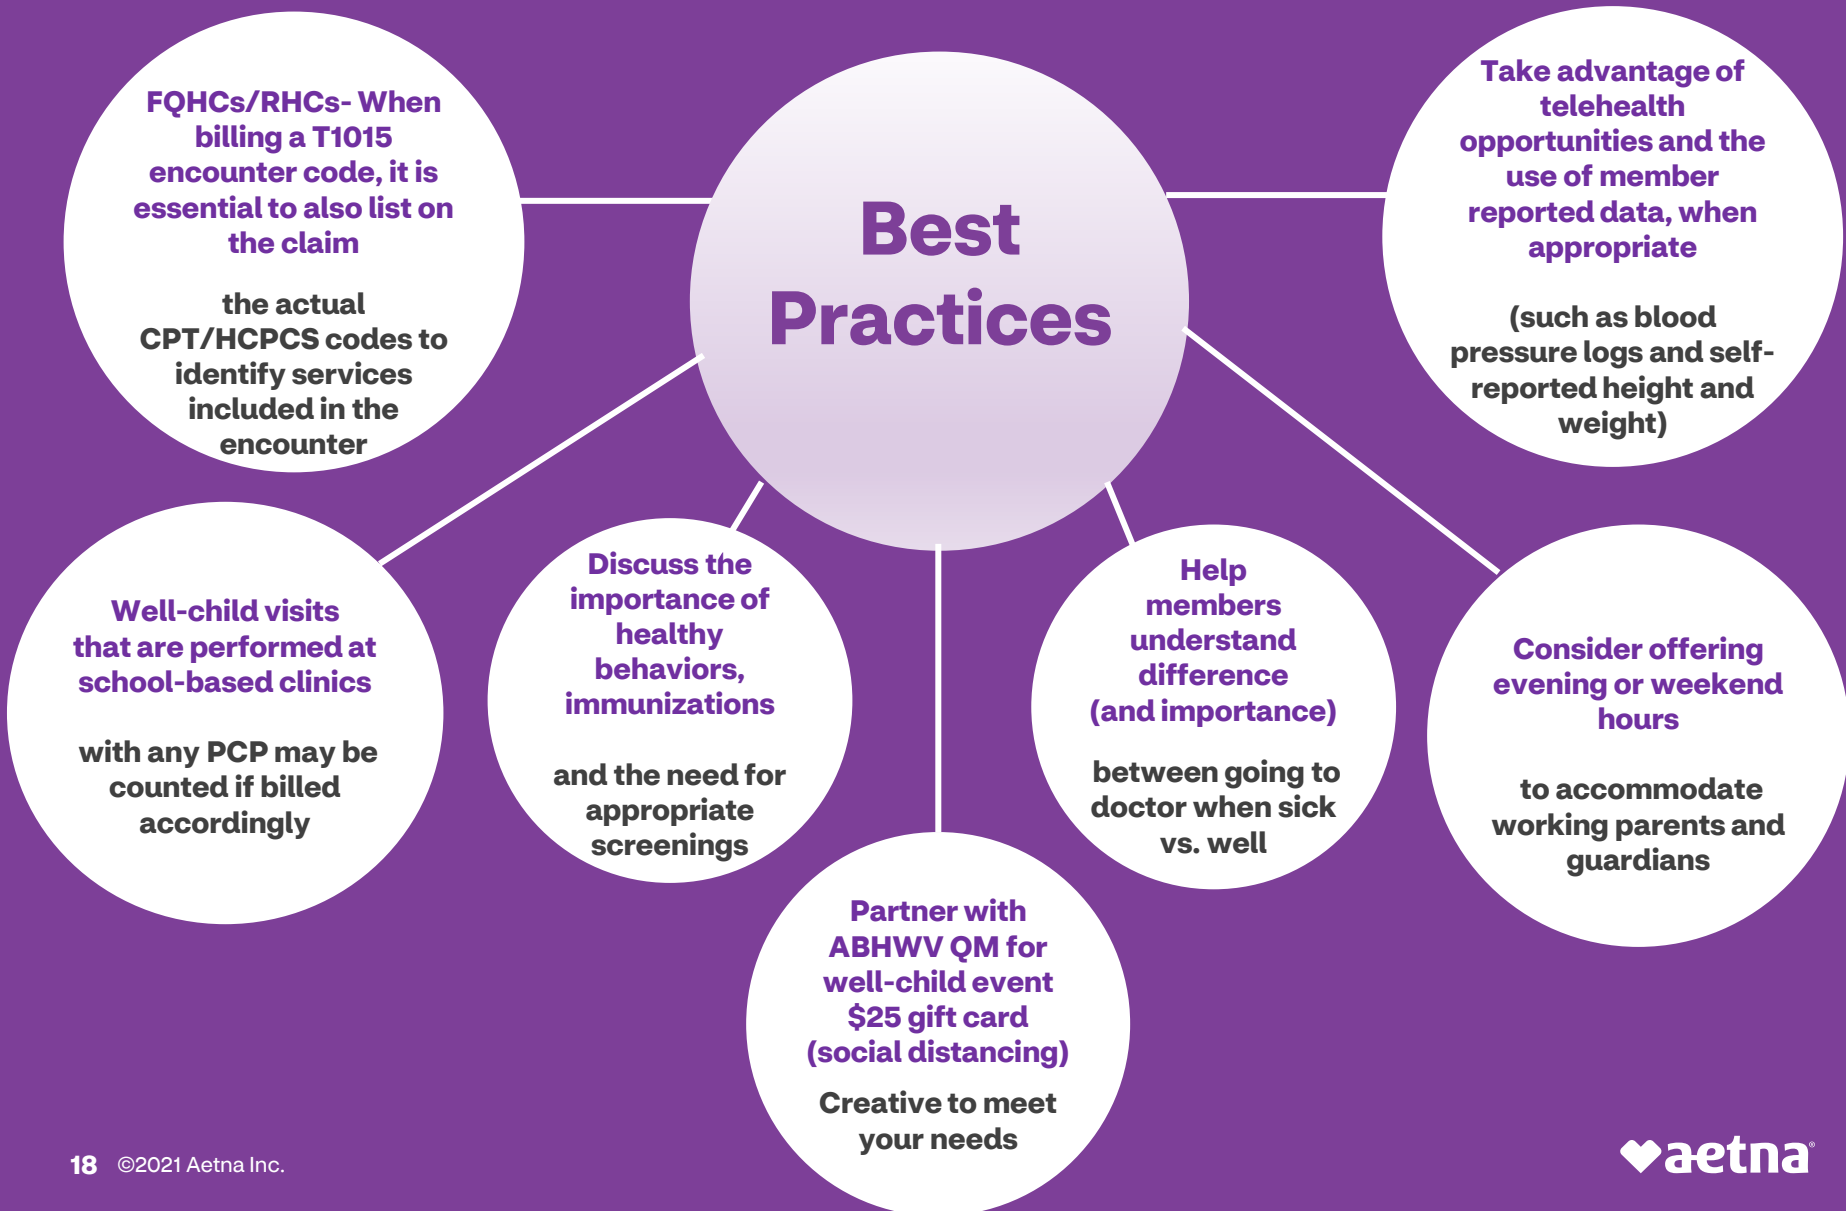 FQHCs/RHCs- When
billing a T1015
encounter code, it is
essential to also list on
the claim
the actual
CPT/HCPCS codes to
identify services
included in the
encounter
Best
Practices
Take advantage of
telehealth
opportunities and the
use of member
reported data, when
appropriate
(such as blood
pressure logs and self-
reported height and
weight)
Well-child visits
that are performed at
school-based clinics
with any PCP may be
counted if billed
accordingly
Discuss the
importance of
healthy
behaviors,
immunizations
and the need for
appropriate
screenings
Partner with
ABHWV QM for
well-child event
$25 gift card
(social distancing)
Creative to meet
your needs
Help
members
understand
difference
(and importance)
between going to
doctor when sick
vs. well
Consider offering
evening or weekend
hours
to accommodate
working parents and
guardians
18 ©2021 Aetna Inc.
aetna®